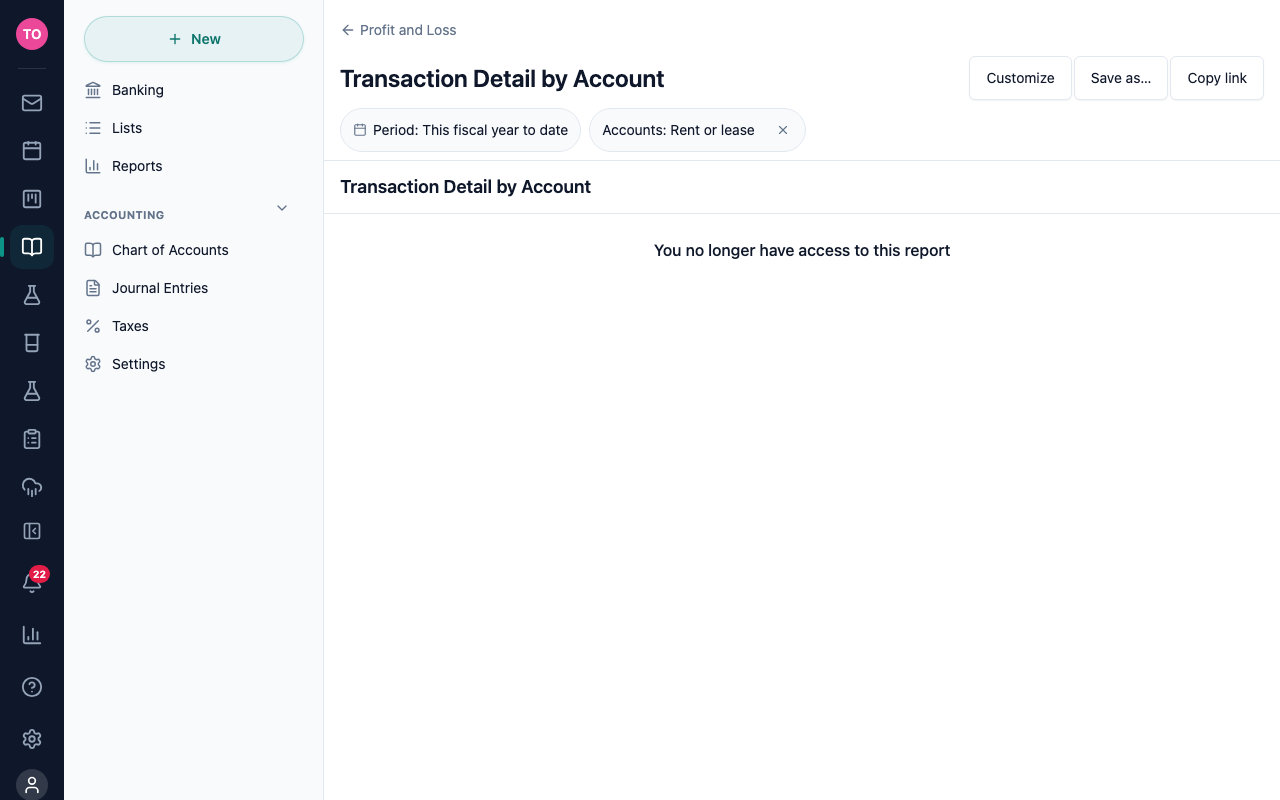 TO
New
Banking
Lists
Reports
ACCOUNTING
Chart of Accounts
Journal Entries
Taxes
Settings
22
Profit and Loss
Transaction Detail by Account
Customize
Save as...
Copy link
Period: This fiscal year to date
Accounts: Rent or lease
Transaction Detail by Account
You no longer have access to this report